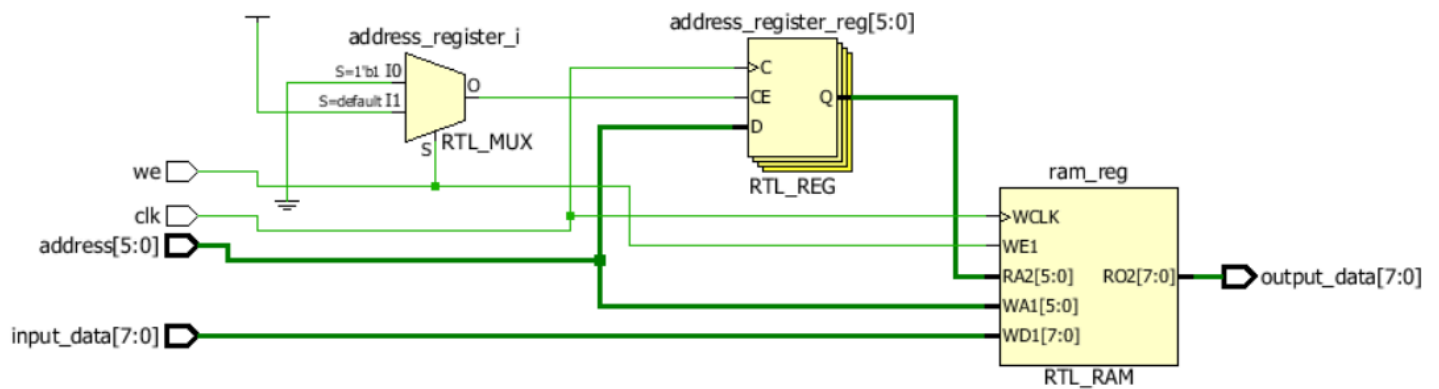 address_register_i
S=1'b1 I0
S=default I1
O
S
RTL_MUX
address_register_reg[5:0]
C
CE
D
Q
RTL_REG
we
clk
address[5:0]
input_data[7:0]
ram_reg
WCLK
WE1
RA2[5:0]
WA1[5:0]
WD1[7:0]
RO2[7:0]
RTL_RAM
output_data[7:0]